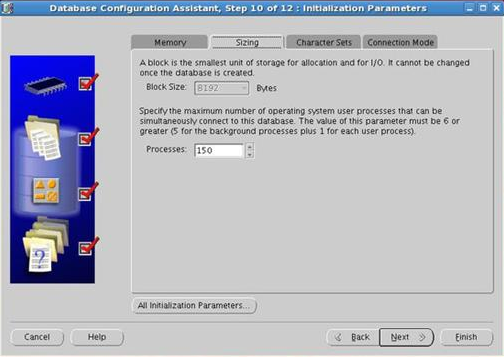 Database Configuration Assistant, Step 10 of 12 : Initialization Parameters
Memory Sizing Character Sets Connection Mode
A block is the smallest unit of storage for allocation and for I/O. It cannot be changed
once the database is created.
Block Size: 8192 Bytes
Specify the maximum number of operating system user processes that can be
simultaneously connect to this database. The value of this parameter must be 6 or
greater (5 for the background processes plus 1 for each user process).
Processes: 150
All Initialization Parameters...
Cancel Help Back Next Finish